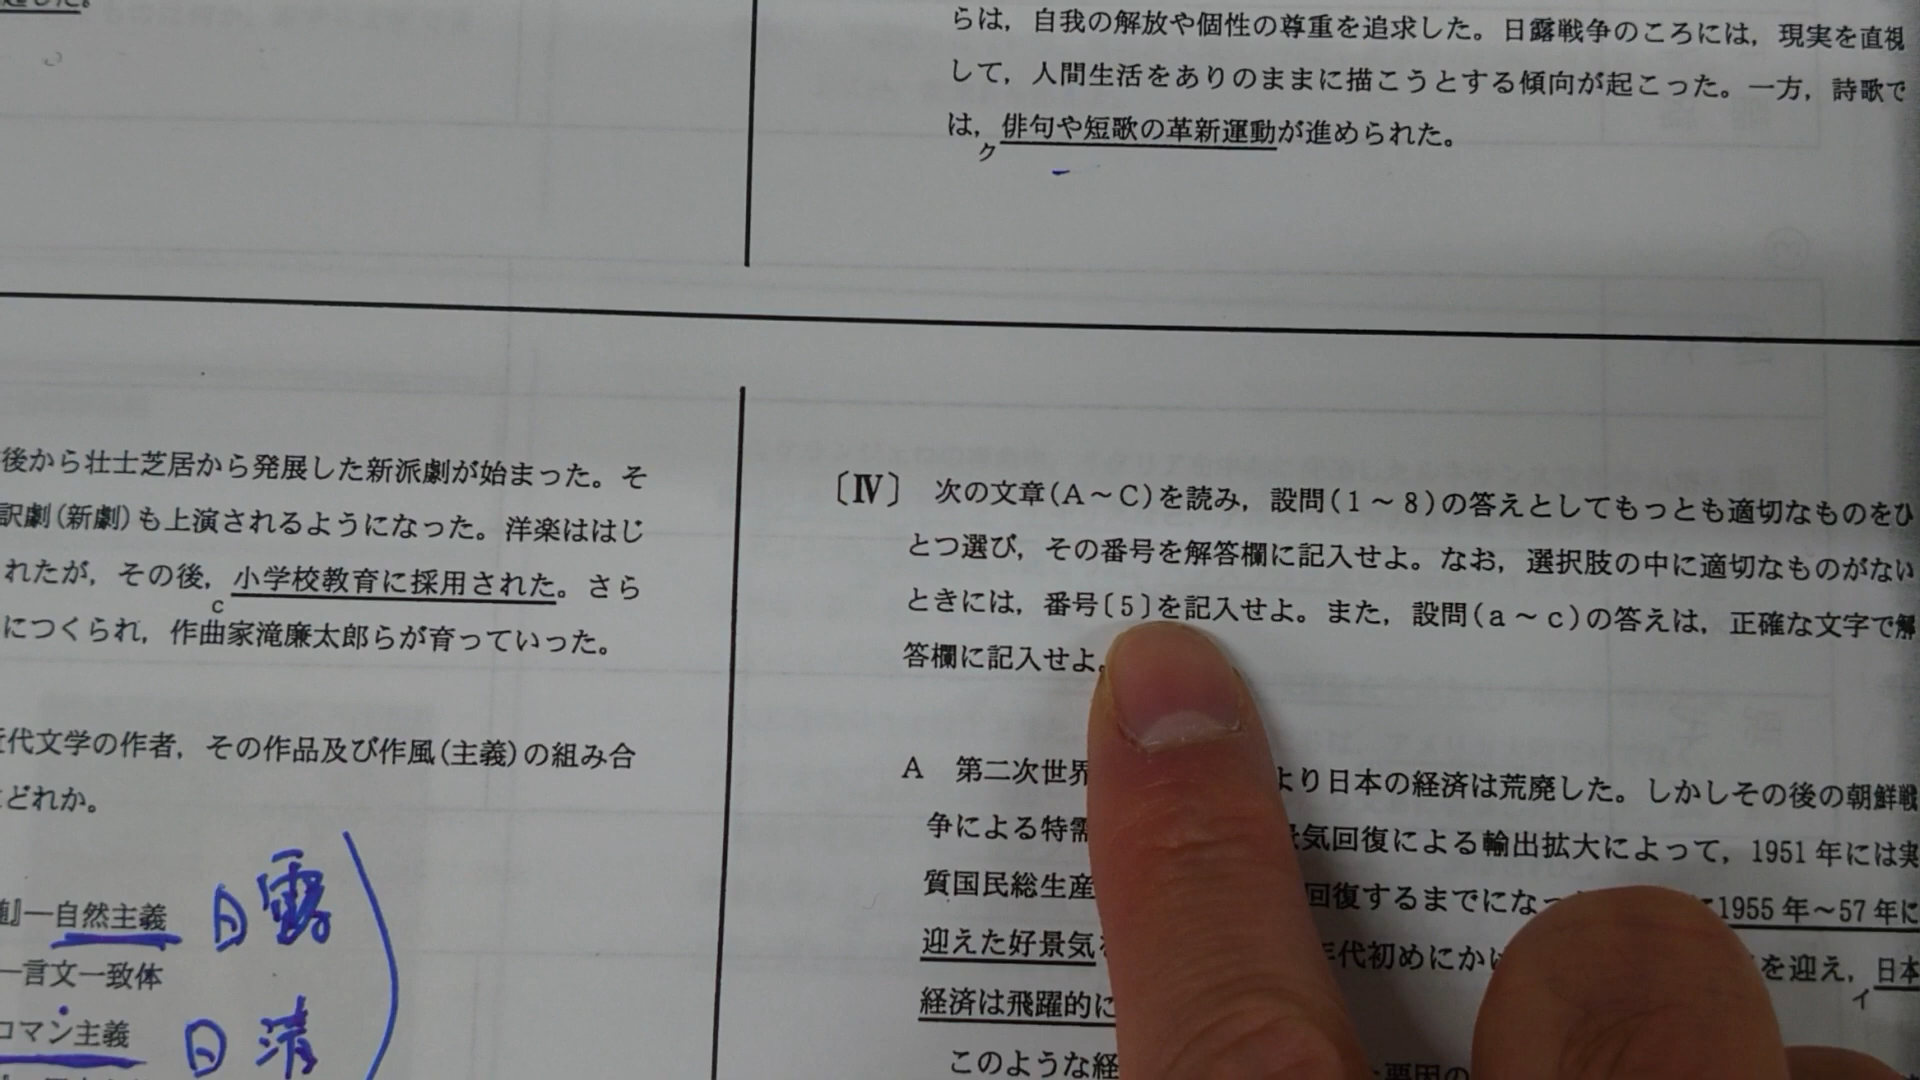 らは，自我の解放や個性の尊重を追求した。日露戦争のころには，現実を直視
して，人間生活をありのままに描こうとする傾向が起こった。一方，詩歌で
は，俳句や短歌の革新運動が進められた。
ク
後から壮士芝居から発展した新派劇が始まった。そ
訳劇(新劇)も上演されるようになった。洋楽ははじ
れたが，その後，小学校教育に採用された。さら
c
につくられ，作曲家滝廉太郎らが育っていった。
代文学の作者，その作品及び作風(主義)の組み合
どれか。
』―自然主義 日露
―言文一致体
ロマン主義 日清
〔Ⅳ〕 次の文章(A～C)を読み，設問(1～8)の答えとしてもっとも適切なものをひ
とつ選び，その番号を解答欄に記入せよ。なお，選択肢の中に適切なものがない
ときには，番号〔5〕を記入せよ。また，設問(a～c)の答えは，正確な文字で解
答欄に記入せよ。
A 第二次世界 より日本の経済は荒廃した。しかしその後の朝鮮戦
争による特需 景気回復による輸出拡大によって，1951年には実
質国民総生産 回復するまでになっ 1955年～57年に
迎えた好景気 年代初めにか を迎え，日本
イ
経済は飛躍的に
このような経 要因の